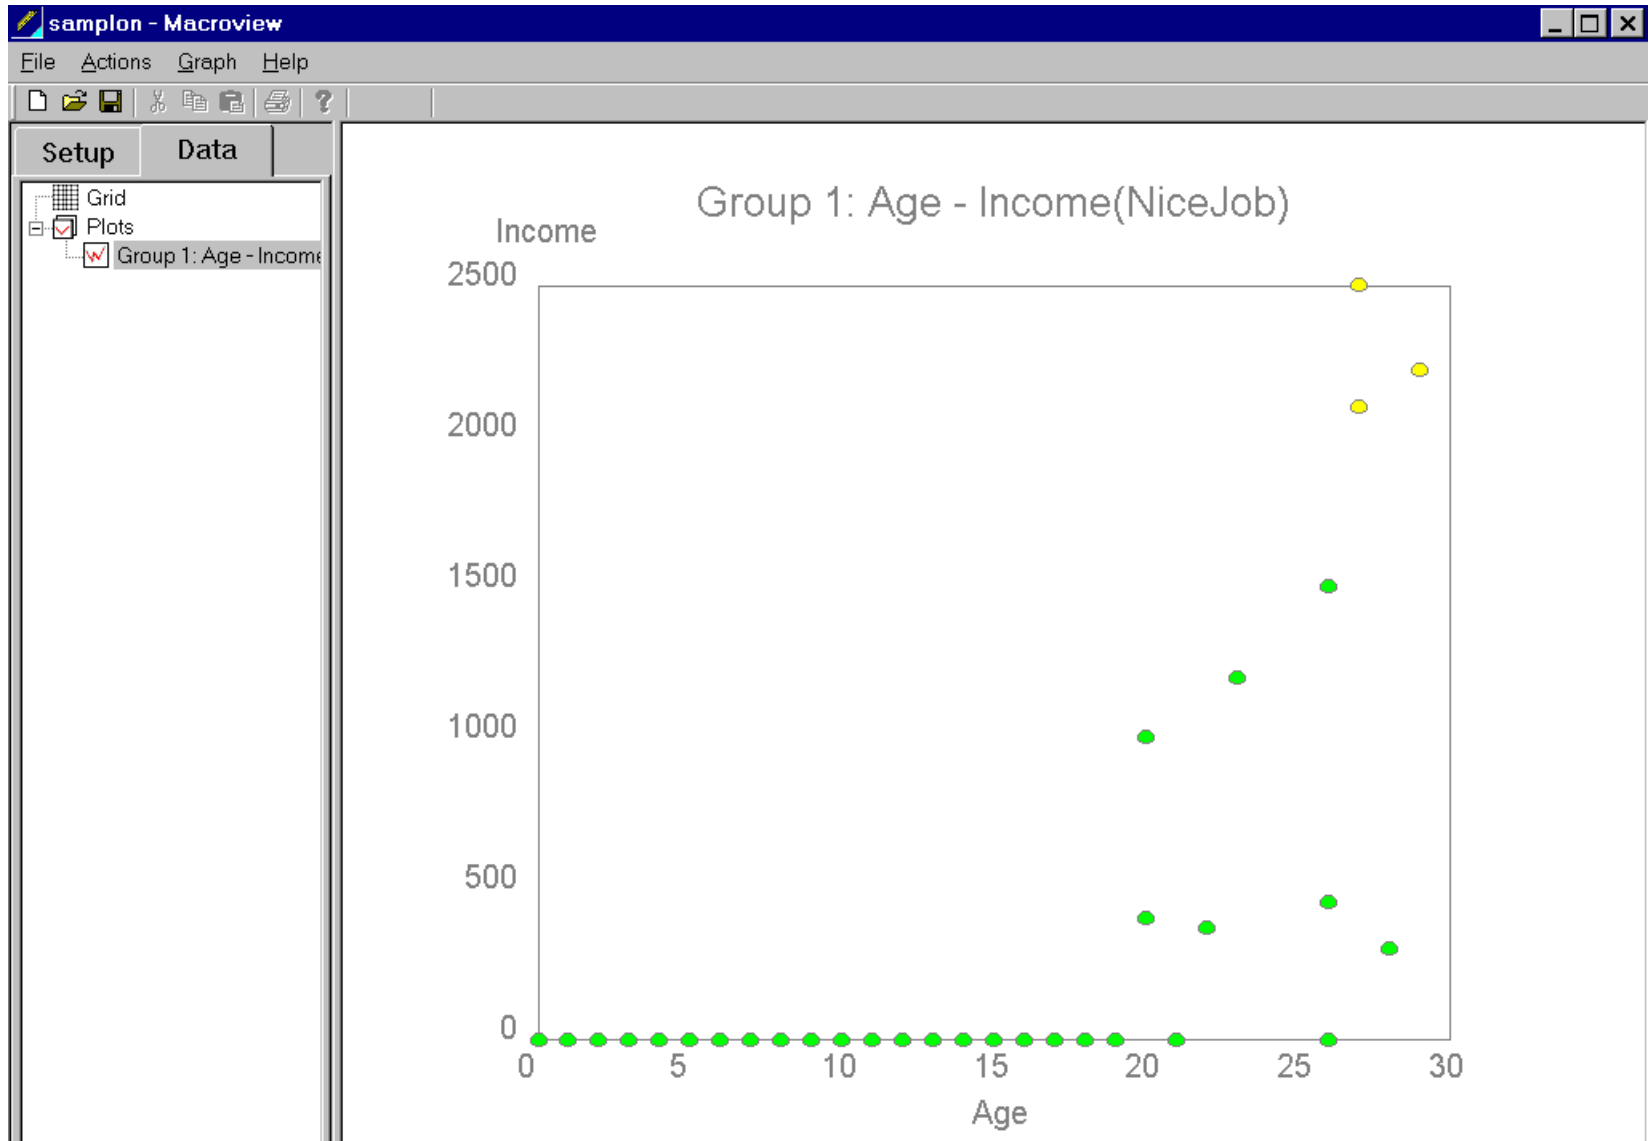 samplon - Macroview
File Actions Graph Help
Setup Data
Grid
Plots
Group 1: Age - Income
Group 1: Age - Income(NiceJob)
Income
2500
2000
1500
1000
500
0
0 5 10 15 20 25 30
Age